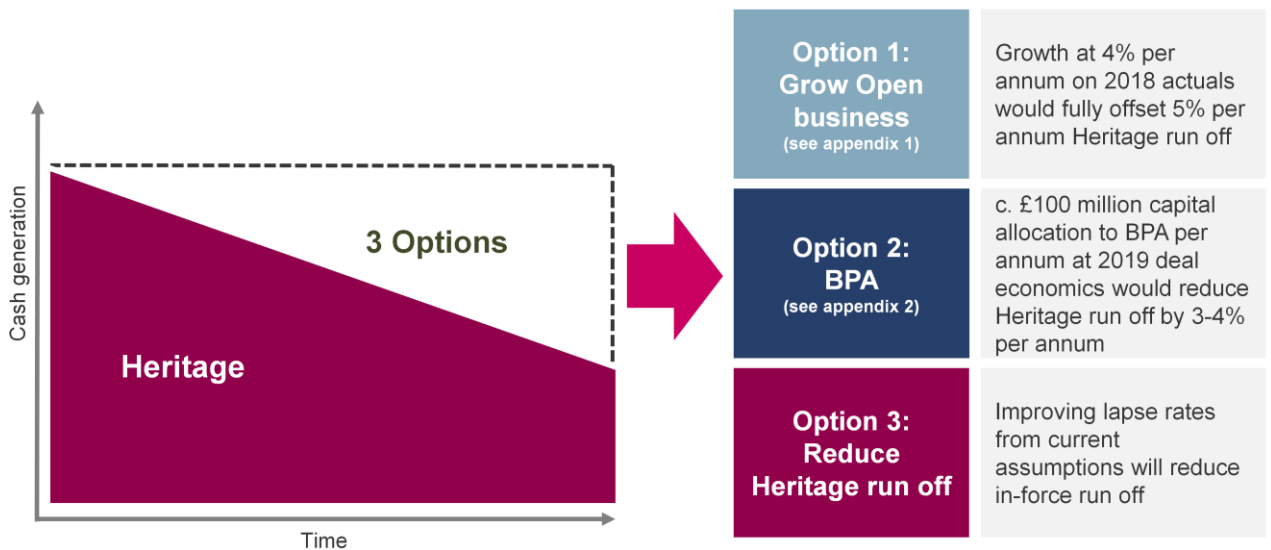 Cash generation
3 Options
Heritage
Time
Option 1:
Grow Open
business
(see appendix 1)
Growth at 4% per
annum on 2018 actuals
would fully offset 5% per
annum Heritage run off
Option 2:
BPA
(see appendix 2)
c. £100 million capital
allocation to BPA per
annum at 2019 deal
economics would reduce
Heritage run off by 3-4%
per annum
Option 3:
Reduce
Heritage run off
Improving lapse rates
from current
assumptions will reduce
in-force run off